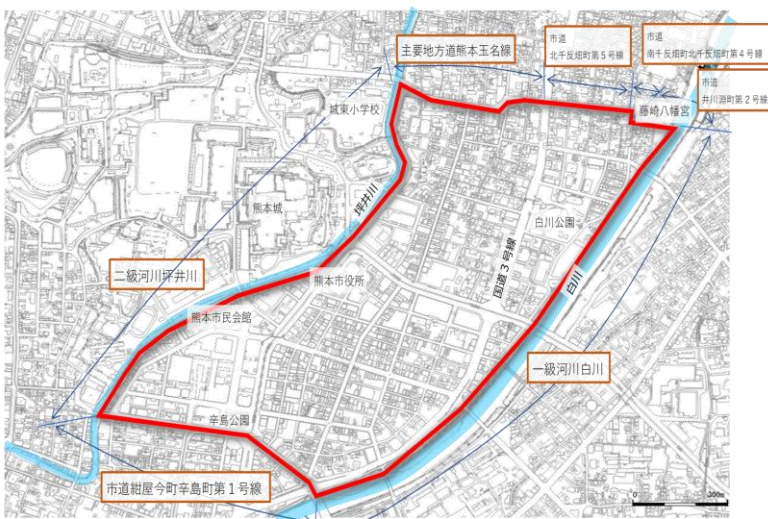 主要地方道熊本玉名線
市道
北千反畑町第5号線
市道
南千反畑町北千反畑町第4号線
市道
井川淵町第2号線
城東小学校
藤崎八幡宮
熊本城
坪井川
白川公園
国道3号線
白川
二級河川坪井川
熊本市役所
熊本市民会館
一級河川白川
辛島公園
市道紺屋今町辛島町第1号線
0
300m